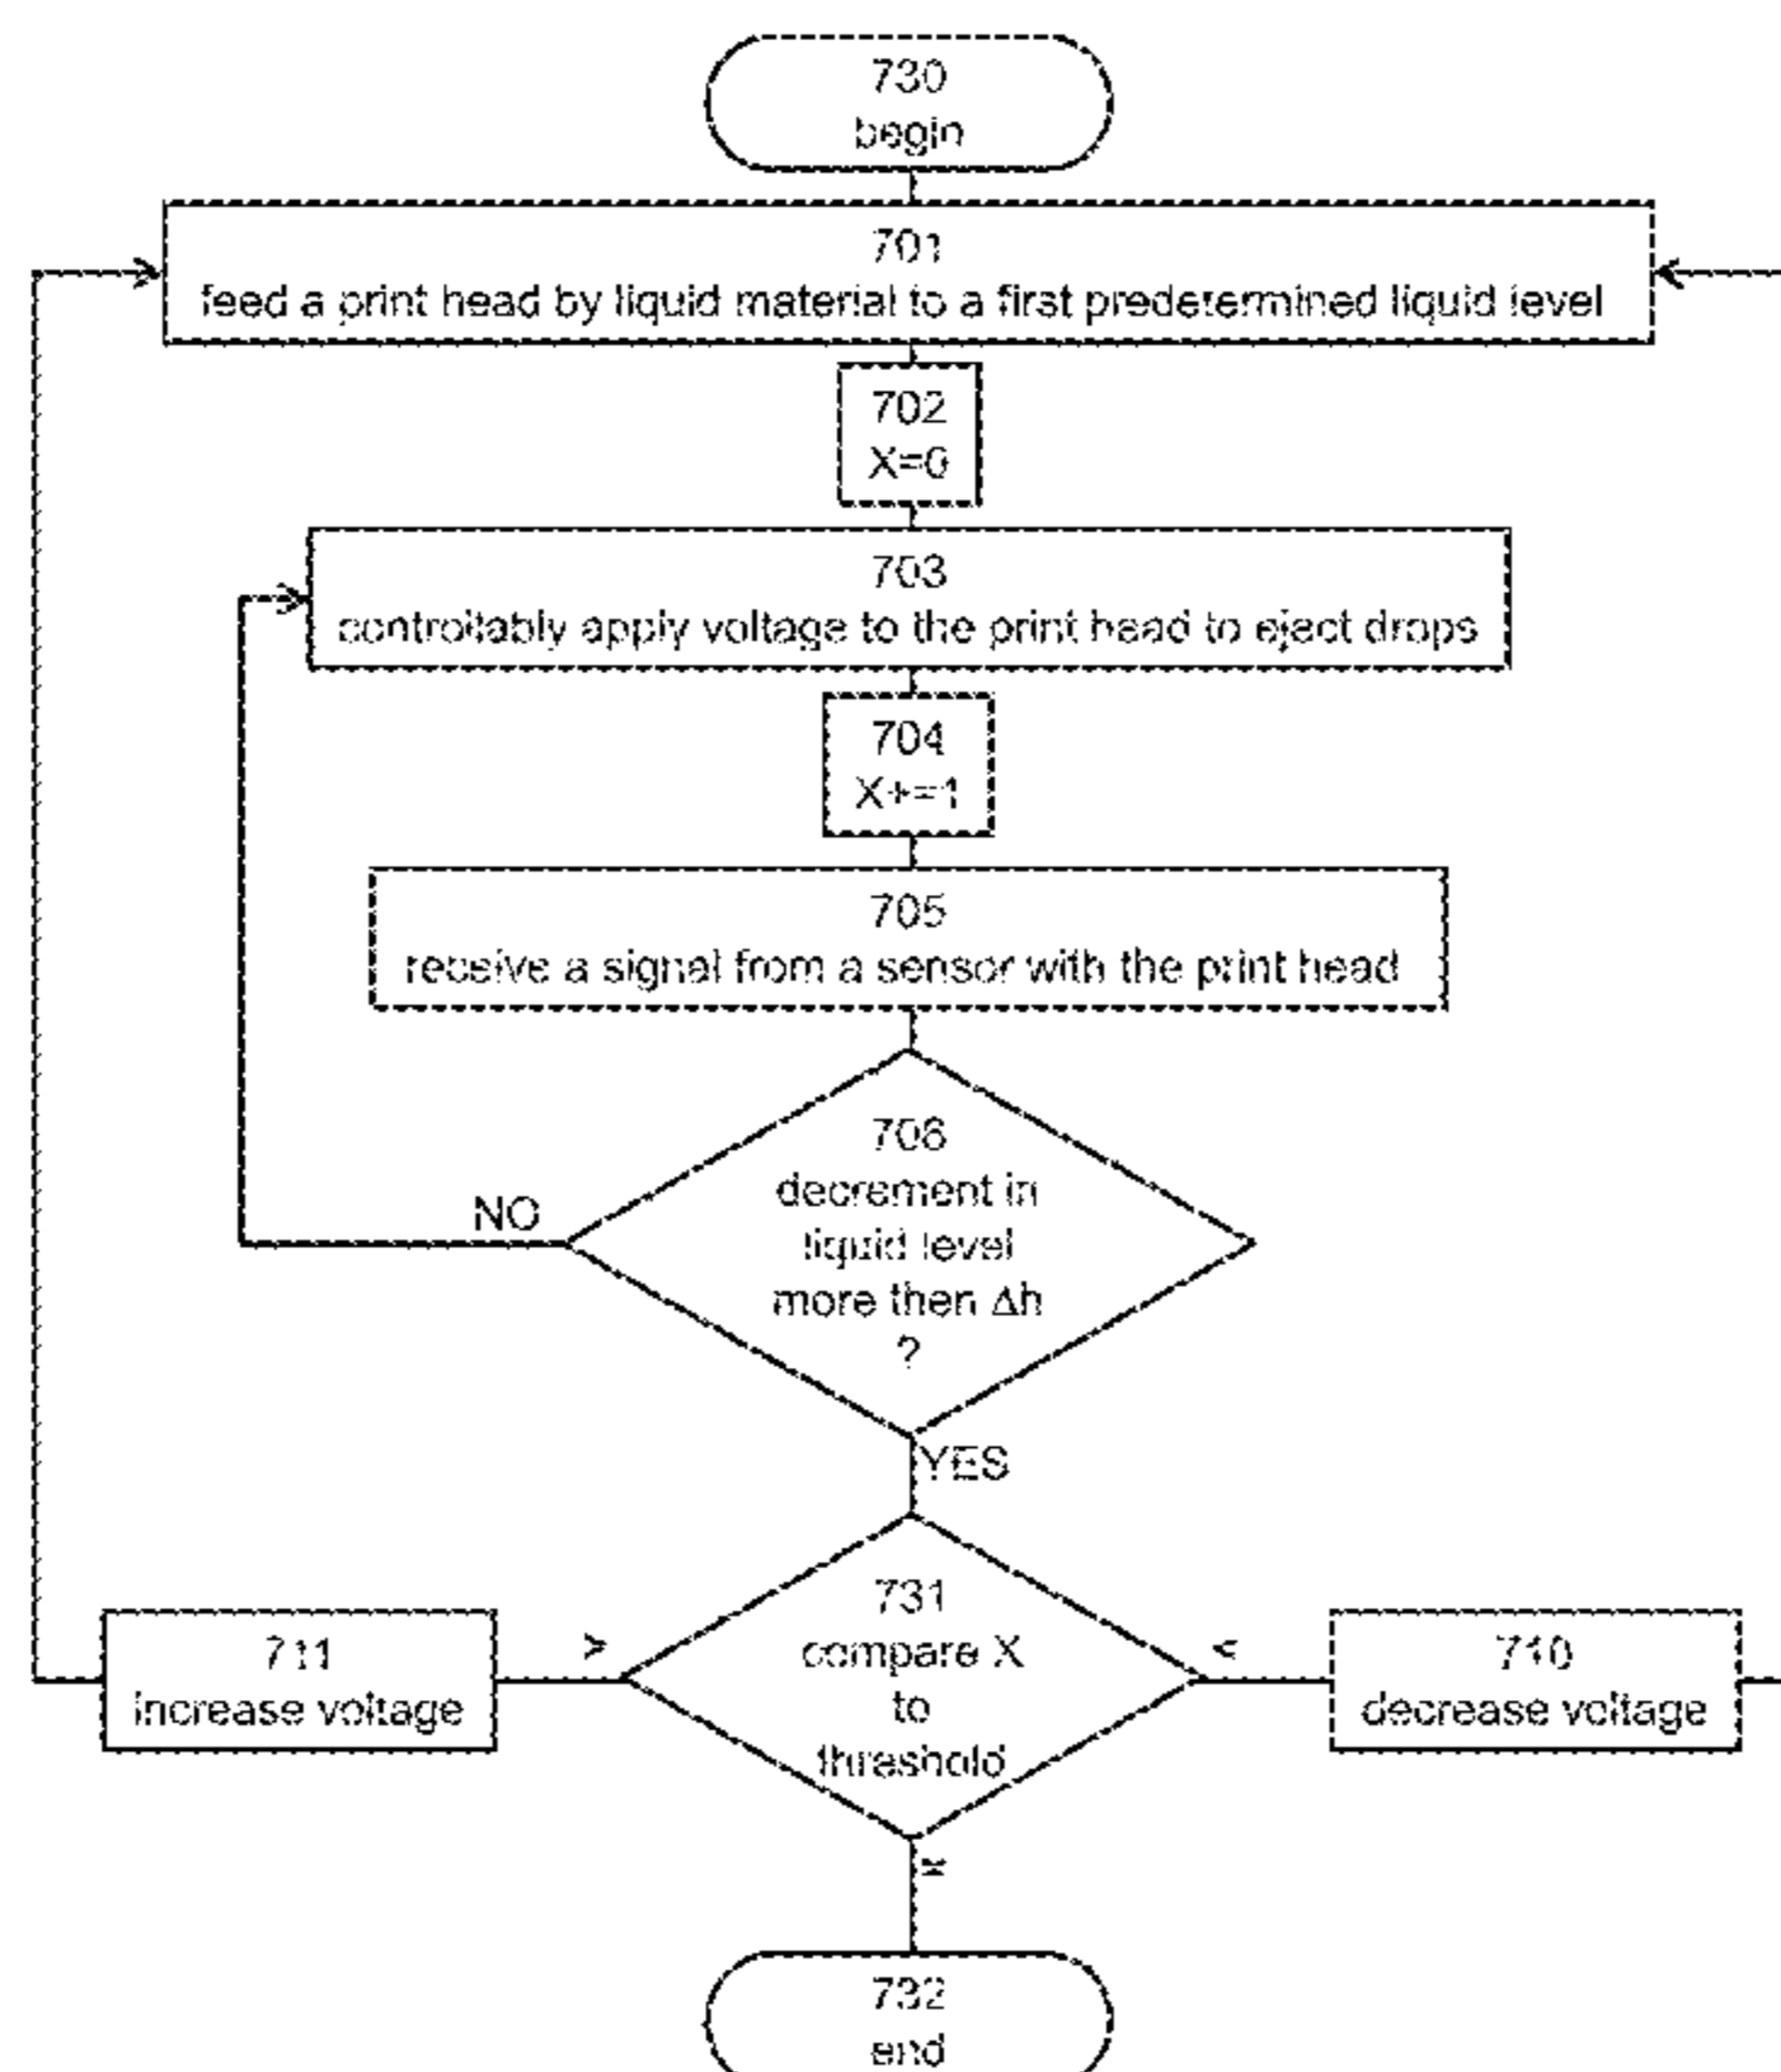 730
begin
701
feed a print head by liquid material to a first predetermined liquid level
702
X=0
703
controllably apply voltage to the print head to eject drops
704
X+=1
705
receive a signal from a sensor with the print head
706
decrement in
liquid level
more then Δh
?
NO
YES
731
compare X
to
threshold
>
<
=
711
increase voltage
710
decrease voltage
732
end